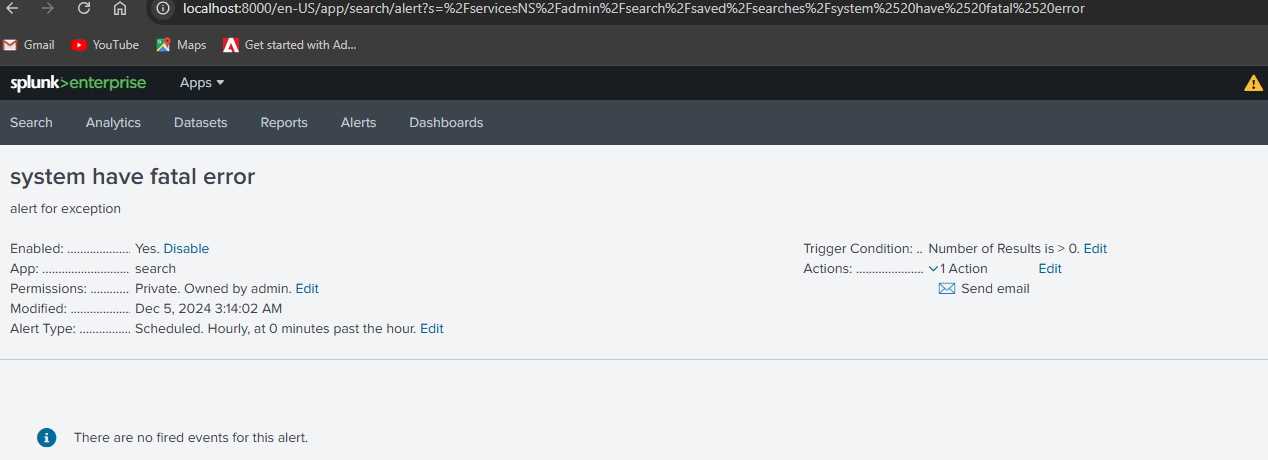 localhost:8000/en-US/app/search/alert?s=%2FservicesNS%2Fadmin%2Fsearch%2Fsaved%2Fsearches%2Fsystem%2520have%2520fatal%2520error
Gmail YouTube Maps Get started with Ad...
splunk>enterprise Apps
Search Analytics Datasets Reports Alerts Dashboards
system have fatal error
alert for exception
Enabled: .................... Yes. Disable
App: ........................... search
Permissions: ............ Private. Owned by admin. Edit
Modified: ................... Dec 5, 2024 3:14:02 AM
Alert Type: ................ Scheduled. Hourly, at 0 minutes past the hour. Edit
Trigger Condition: .. Number of Results is > 0. Edit
Actions: ..................... 1 Action Edit
Send email
There are no fired events for this alert.